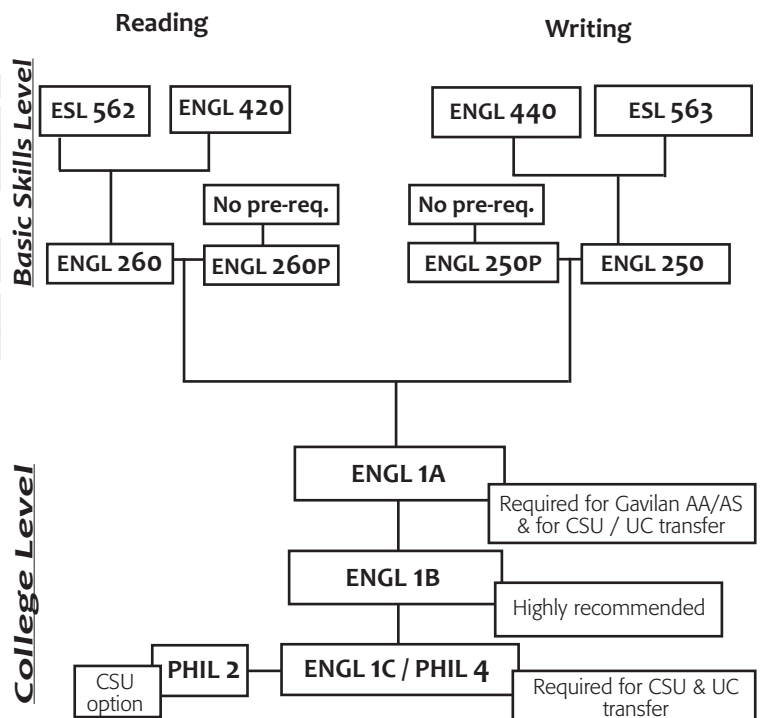 Reading
Writing
Basic Skills Level
ESL 562
ENGL 420
ENGL 440
ESL 563
No pre-req.
No pre-req.
ENGL 260
ENGL 260P
ENGL 250P
ENGL 250
College Level
ENGL 1A
Required for Gavilan AA/AS
& for CSU / UC transfer
ENGL 1B
Highly recommended
CSU
option
PHIL 2
ENGL 1C / PHIL 4
Required for CSU & UC
transfer